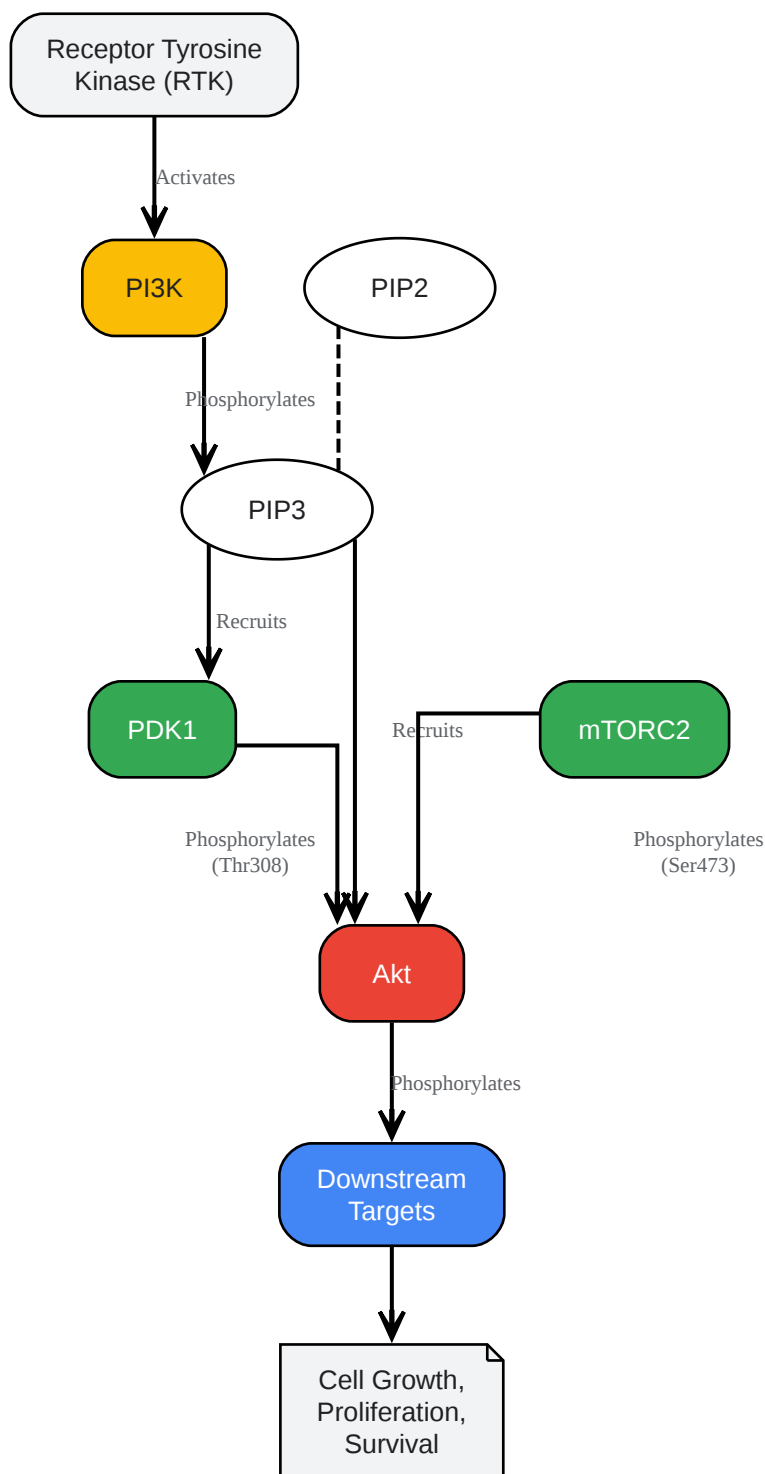 Receptor Tyrosine
Kinase (RTK)
Activates
PI3K
PIP2
Phosphorylates
PIP3
Recruits
PDK1
Recruits
mTORC2
Phosphorylates
(Thr308)
Phosphorylates
(Ser473)
Akt
Phosphorylates
Downstream
Targets
Cell Growth,
Proliferation,
Survival